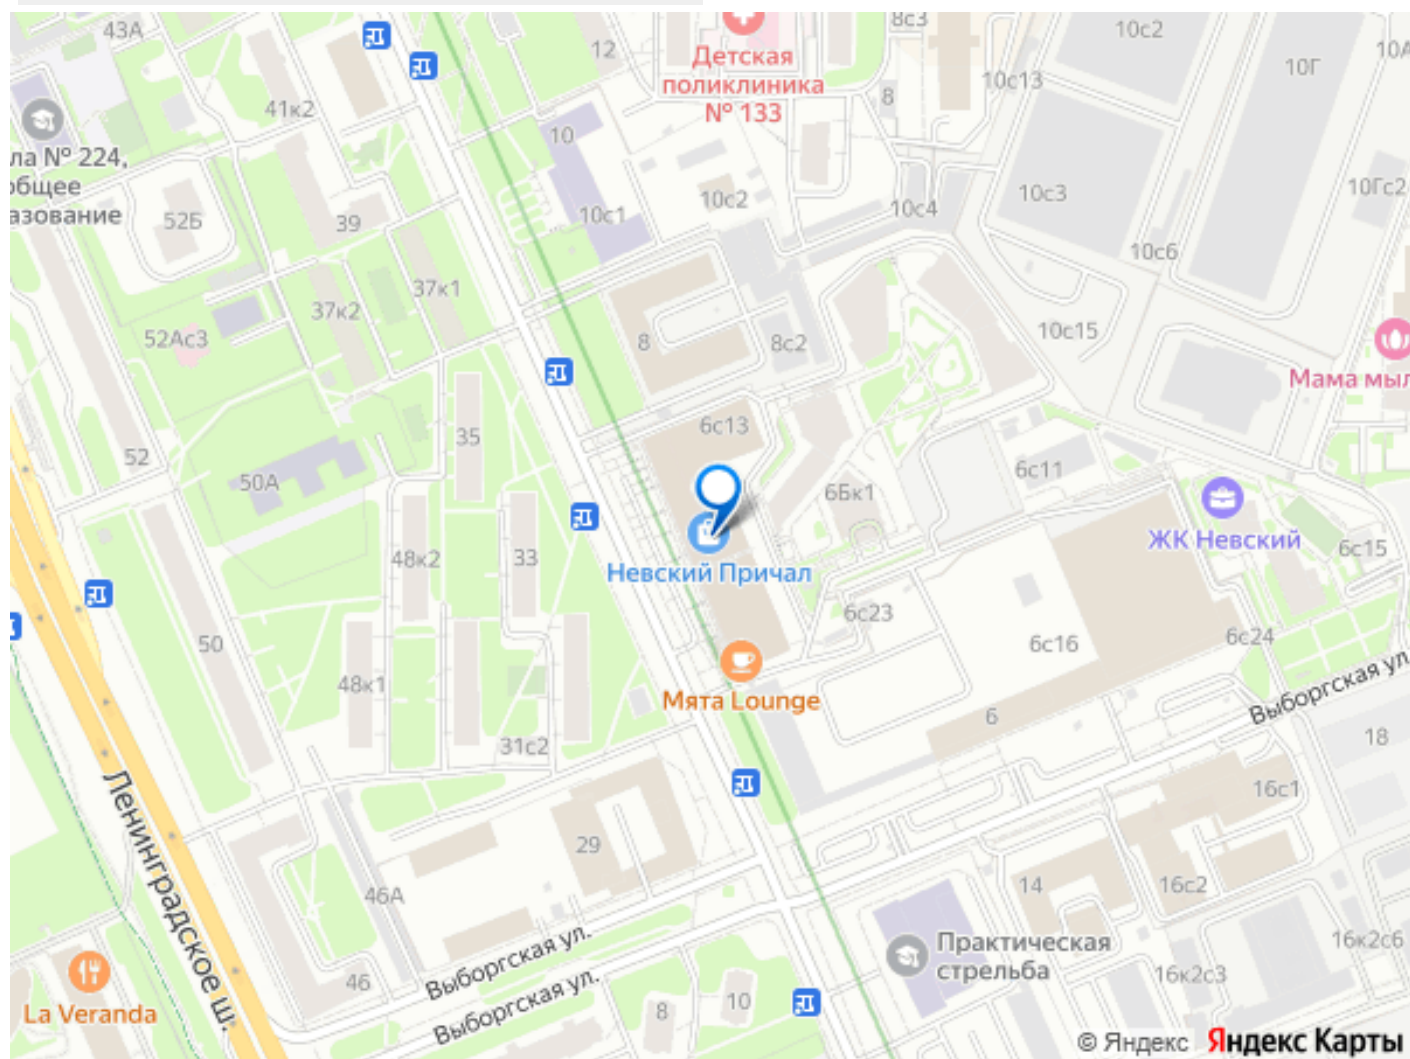 43А
12
8с3
10с2
10Г
10А
Детская
поликлиника
№ 133
10с13
8
41к2
10
ла № 224,
общее
азование
52Б
39
10с1
10с2
10с4
10с3
10Гс2
10с6
37к1
37к2
52Ас3
8
8с2
10с15
Мама мыл
35
6с13
52
50А
6Бк1
6с11
ЖК Невский
6с15
48к2
33
Невский Причал
6с23
50
6с16
6с24
48к1
Мята Lounge
6
Выборгская ул.
18
31с2
Ленинградское ш.
16с1
29
46А
14
16с2
Практическая
стрельба
16к2с6
16к2с3
Выборгская ул.
46
Выборгская ул.
8
10
La Veranda
© Яндекс Яндекс Карты